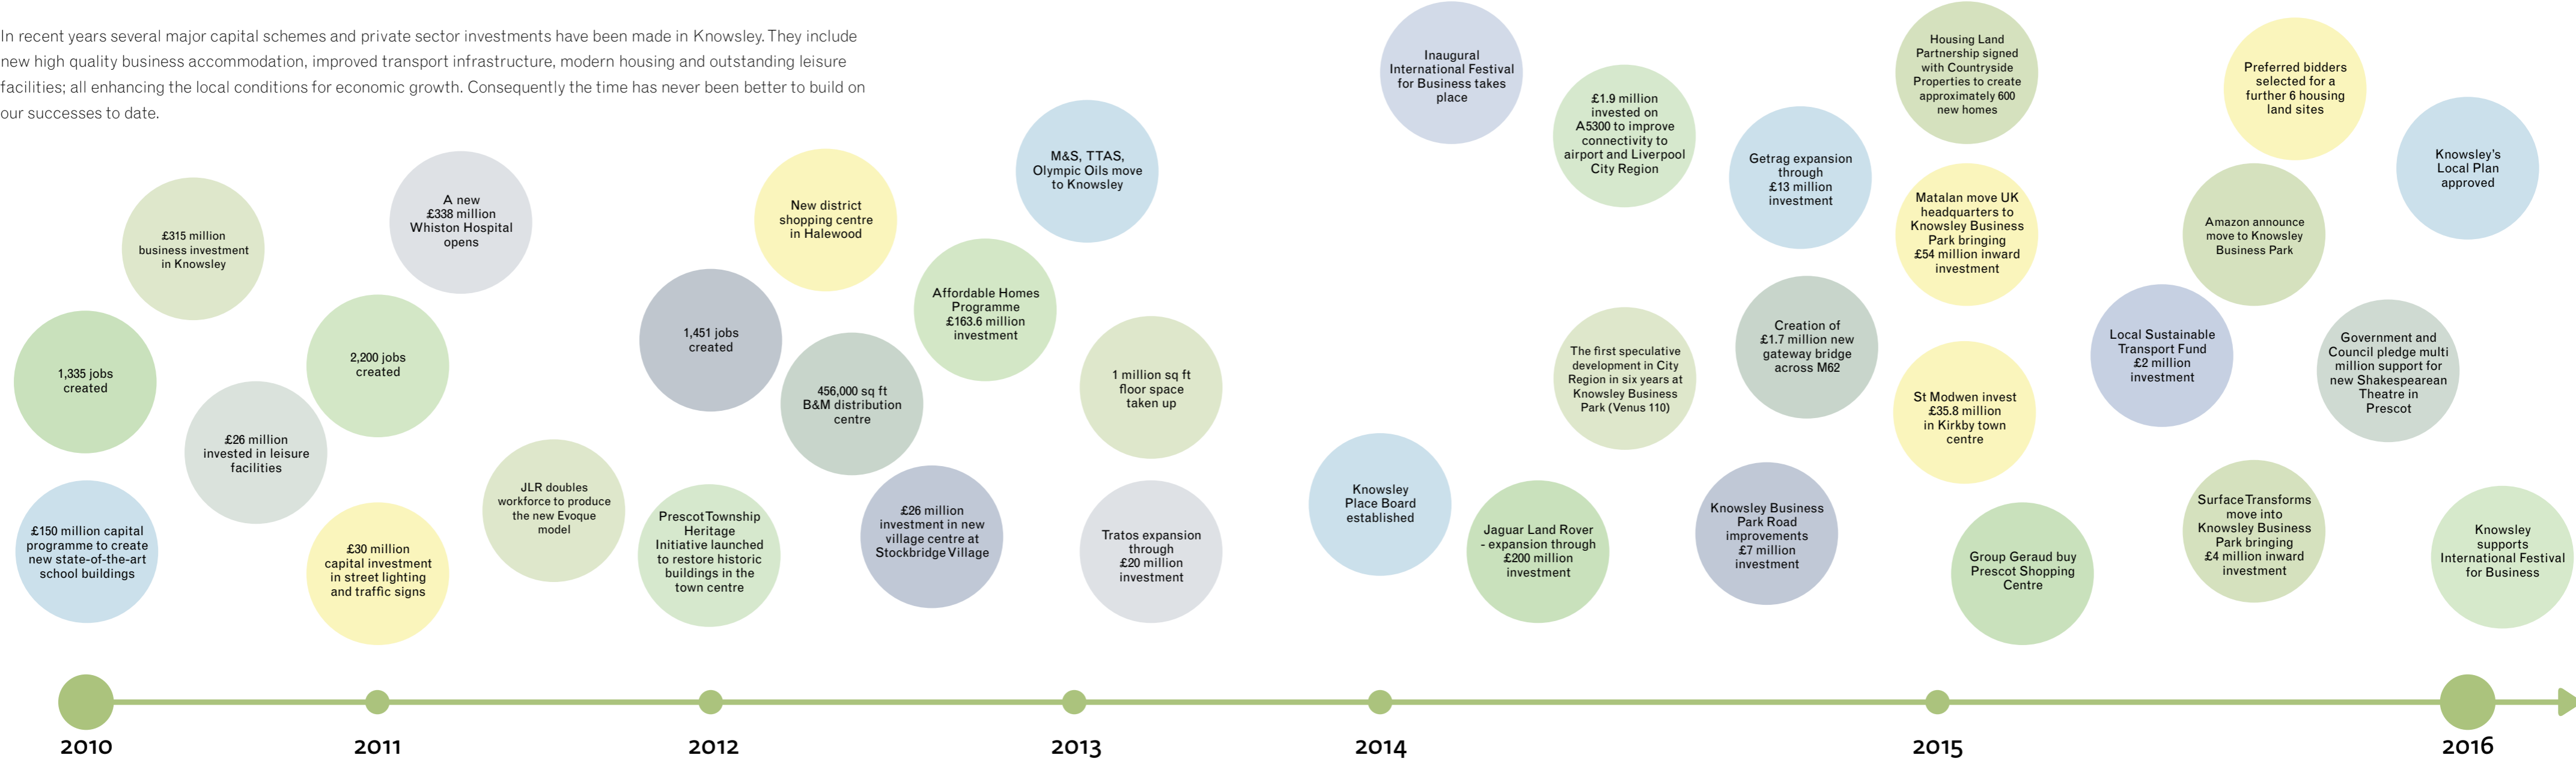 In recent years several major capital schemes and private sector investments have been made in Knowsley. They include
new high quality business accommodation, improved transport infrastructure, modern housing and outstanding leisure
facilities; all enhancing the local conditions for economic growth. Consequently the time has never been better to build on
our successes to date.
1,335 jobs
created
£150 million capital
programme to create
new state-of-the-art
school buildings
£315 million
business investment
in Knowsley
£26 million
invested in leisure
facilities
A new
£338 million
Whiston Hospital
opens
2,200 jobs
created
£30 million
capital investment
in street lighting
and traffic signs
JLR doubles
workforce to produce
the new Evoque
model
1,451 jobs
created
Prescot Township
Heritage
Initiative launched
to restore historic
buildings in the
town centre
New district
shopping centre
in Halewood
456,000 sq ft
B&M distribution
centre
£26 million
investment in new
village centre at
Stockbridge Village
Affordable Homes
Programme
£163.6 million
investment
M&S, TTAS,
Olympic Oils move
to Knowsley
1 million sq ft
floor space
taken up
Tratos expansion
through
£20 million
investment
Inaugural
International Festival
for Business takes
place
Knowsley
Place Board
established
£1.9 million
invested on
A5300 to improve
connectivity to
airport and Liverpool
City Region
The first speculative
development in City
Region in six years at
Knowsley Business
Park (Venus 110)
Jaguar Land Rover
- expansion through
£200 million
investment
Getrag expansion
through
£13 million
investment
Creation of
£1.7 million new
gateway bridge
across M62
Knowsley Business
Park Road
improvements
£7 million
investment
Housing Land
Partnership signed
with Countryside
Properties to create
approximately 600
new homes
Matalan move UK
headquarters to
Knowsley Business
Park bringing
£54 million inward
investment
St Modwen invest
£35.8 million
in Kirkby town
centre
Group Geraud buy
Prescot Shopping
Centre
Preferred bidders
selected for a
further 6 housing
land sites
Amazon announce
move to Knowsley
Business Park
Local Sustainable
Transport Fund
£2 million
investment
Surface Transforms
move into
Knowsley Business
Park bringing
£4 million inward
investment
Knowsley's
Local Plan
approved
Government and
Council pledge multi
million support for
new Shakespearean
Theatre in
Prescot
Knowsley
supports
International Festival
for Business
2010
2011
2012
2013
2014
2015
2016